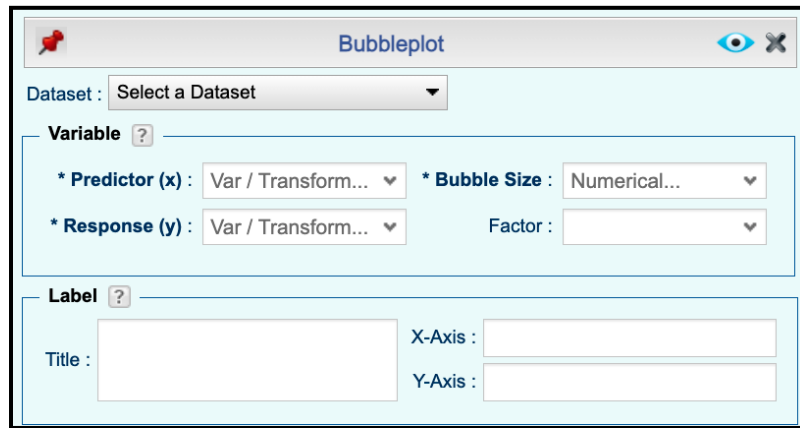 Bubbleplot
Dataset : Select a Dataset
Variable ?
* Predictor (x) : Var / Transform... * Bubble Size : Numerical...
* Response (y) : Var / Transform... Factor :
Label ?
Title :
X-Axis :
Y-Axis :